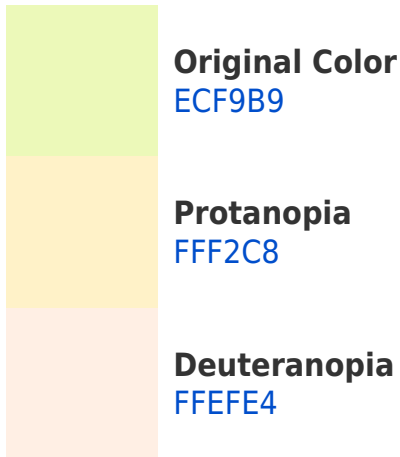 Original Color
ECF9B9
Protanopia
FFF2C8
Deuteranopia
FFEFE4